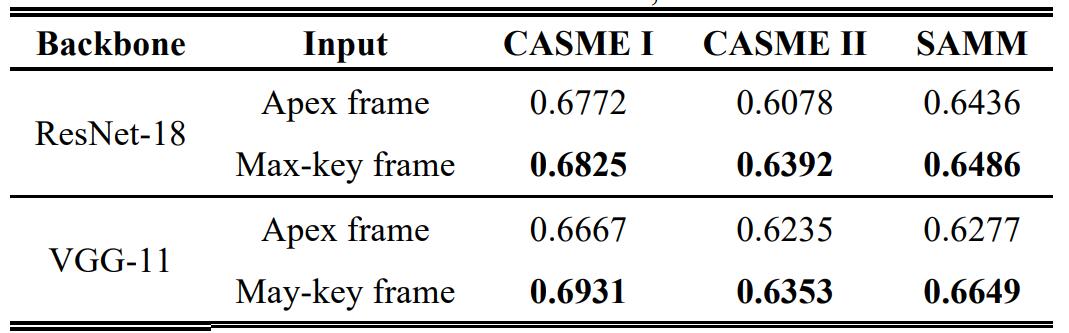 Backbone Input CASME I CASME II SAMM
ResNet-18
Apex frame 0.6772 0.6078 0.6436
Max-key frame 0.6825 0.6392 0.6486
VGG-11
Apex frame 0.6667 0.6235 0.6277
May-key frame 0.6931 0.6353 0.6649